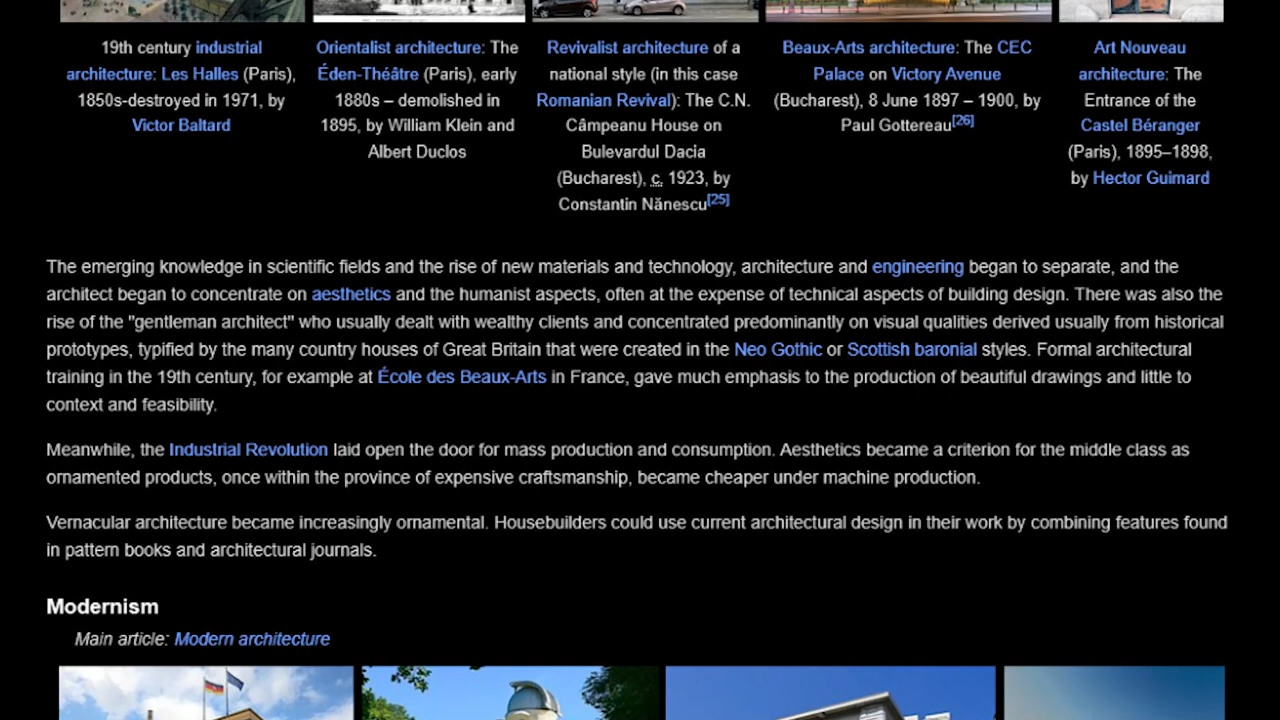 19th century industrial
architecture: Les Halles (Paris),
1850s-destroyed in 1971, by
Victor Baltard
Orientalist architecture: The
Éden-Théâtre (Paris), early
1880s – demolished in
1895, by William Klein and
Albert Duclos
Revivalist architecture of a
national style (in this case
Romanian Revival): The C.N.
Câmpeanu House on
Bulevardul Dacia
(Bucharest), c. 1923, by
Constantin Nănescu[25]
Beaux-Arts architecture: The CEC
Palace on Victory Avenue
(Bucharest), 8 June 1897 – 1900, by
Paul Gottereau[26]
Art Nouveau
architecture: The
Entrance of the
Castel Béranger
(Paris), 1895–1898,
by Hector Guimard
The emerging knowledge in scientific fields and the rise of new materials and technology, architecture and engineering began to separate, and the
architect began to concentrate on aesthetics and the humanist aspects, often at the expense of technical aspects of building design. There was also the
rise of the "gentleman architect" who usually dealt with wealthy clients and concentrated predominantly on visual qualities derived usually from historical
prototypes, typified by the many country houses of Great Britain that were created in the Neo Gothic or Scottish baronial styles. Formal architectural
training in the 19th century, for example at École des Beaux-Arts in France, gave much emphasis to the production of beautiful drawings and little to
context and feasibility.
Meanwhile, the Industrial Revolution laid open the door for mass production and consumption. Aesthetics became a criterion for the middle class as
ornamented products, once within the province of expensive craftsmanship, became cheaper under machine production.
Vernacular architecture became increasingly ornamental. Housebuilders could use current architectural design in their work by combining features found
in pattern books and architectural journals.
Modernism
Main article: Modern architecture